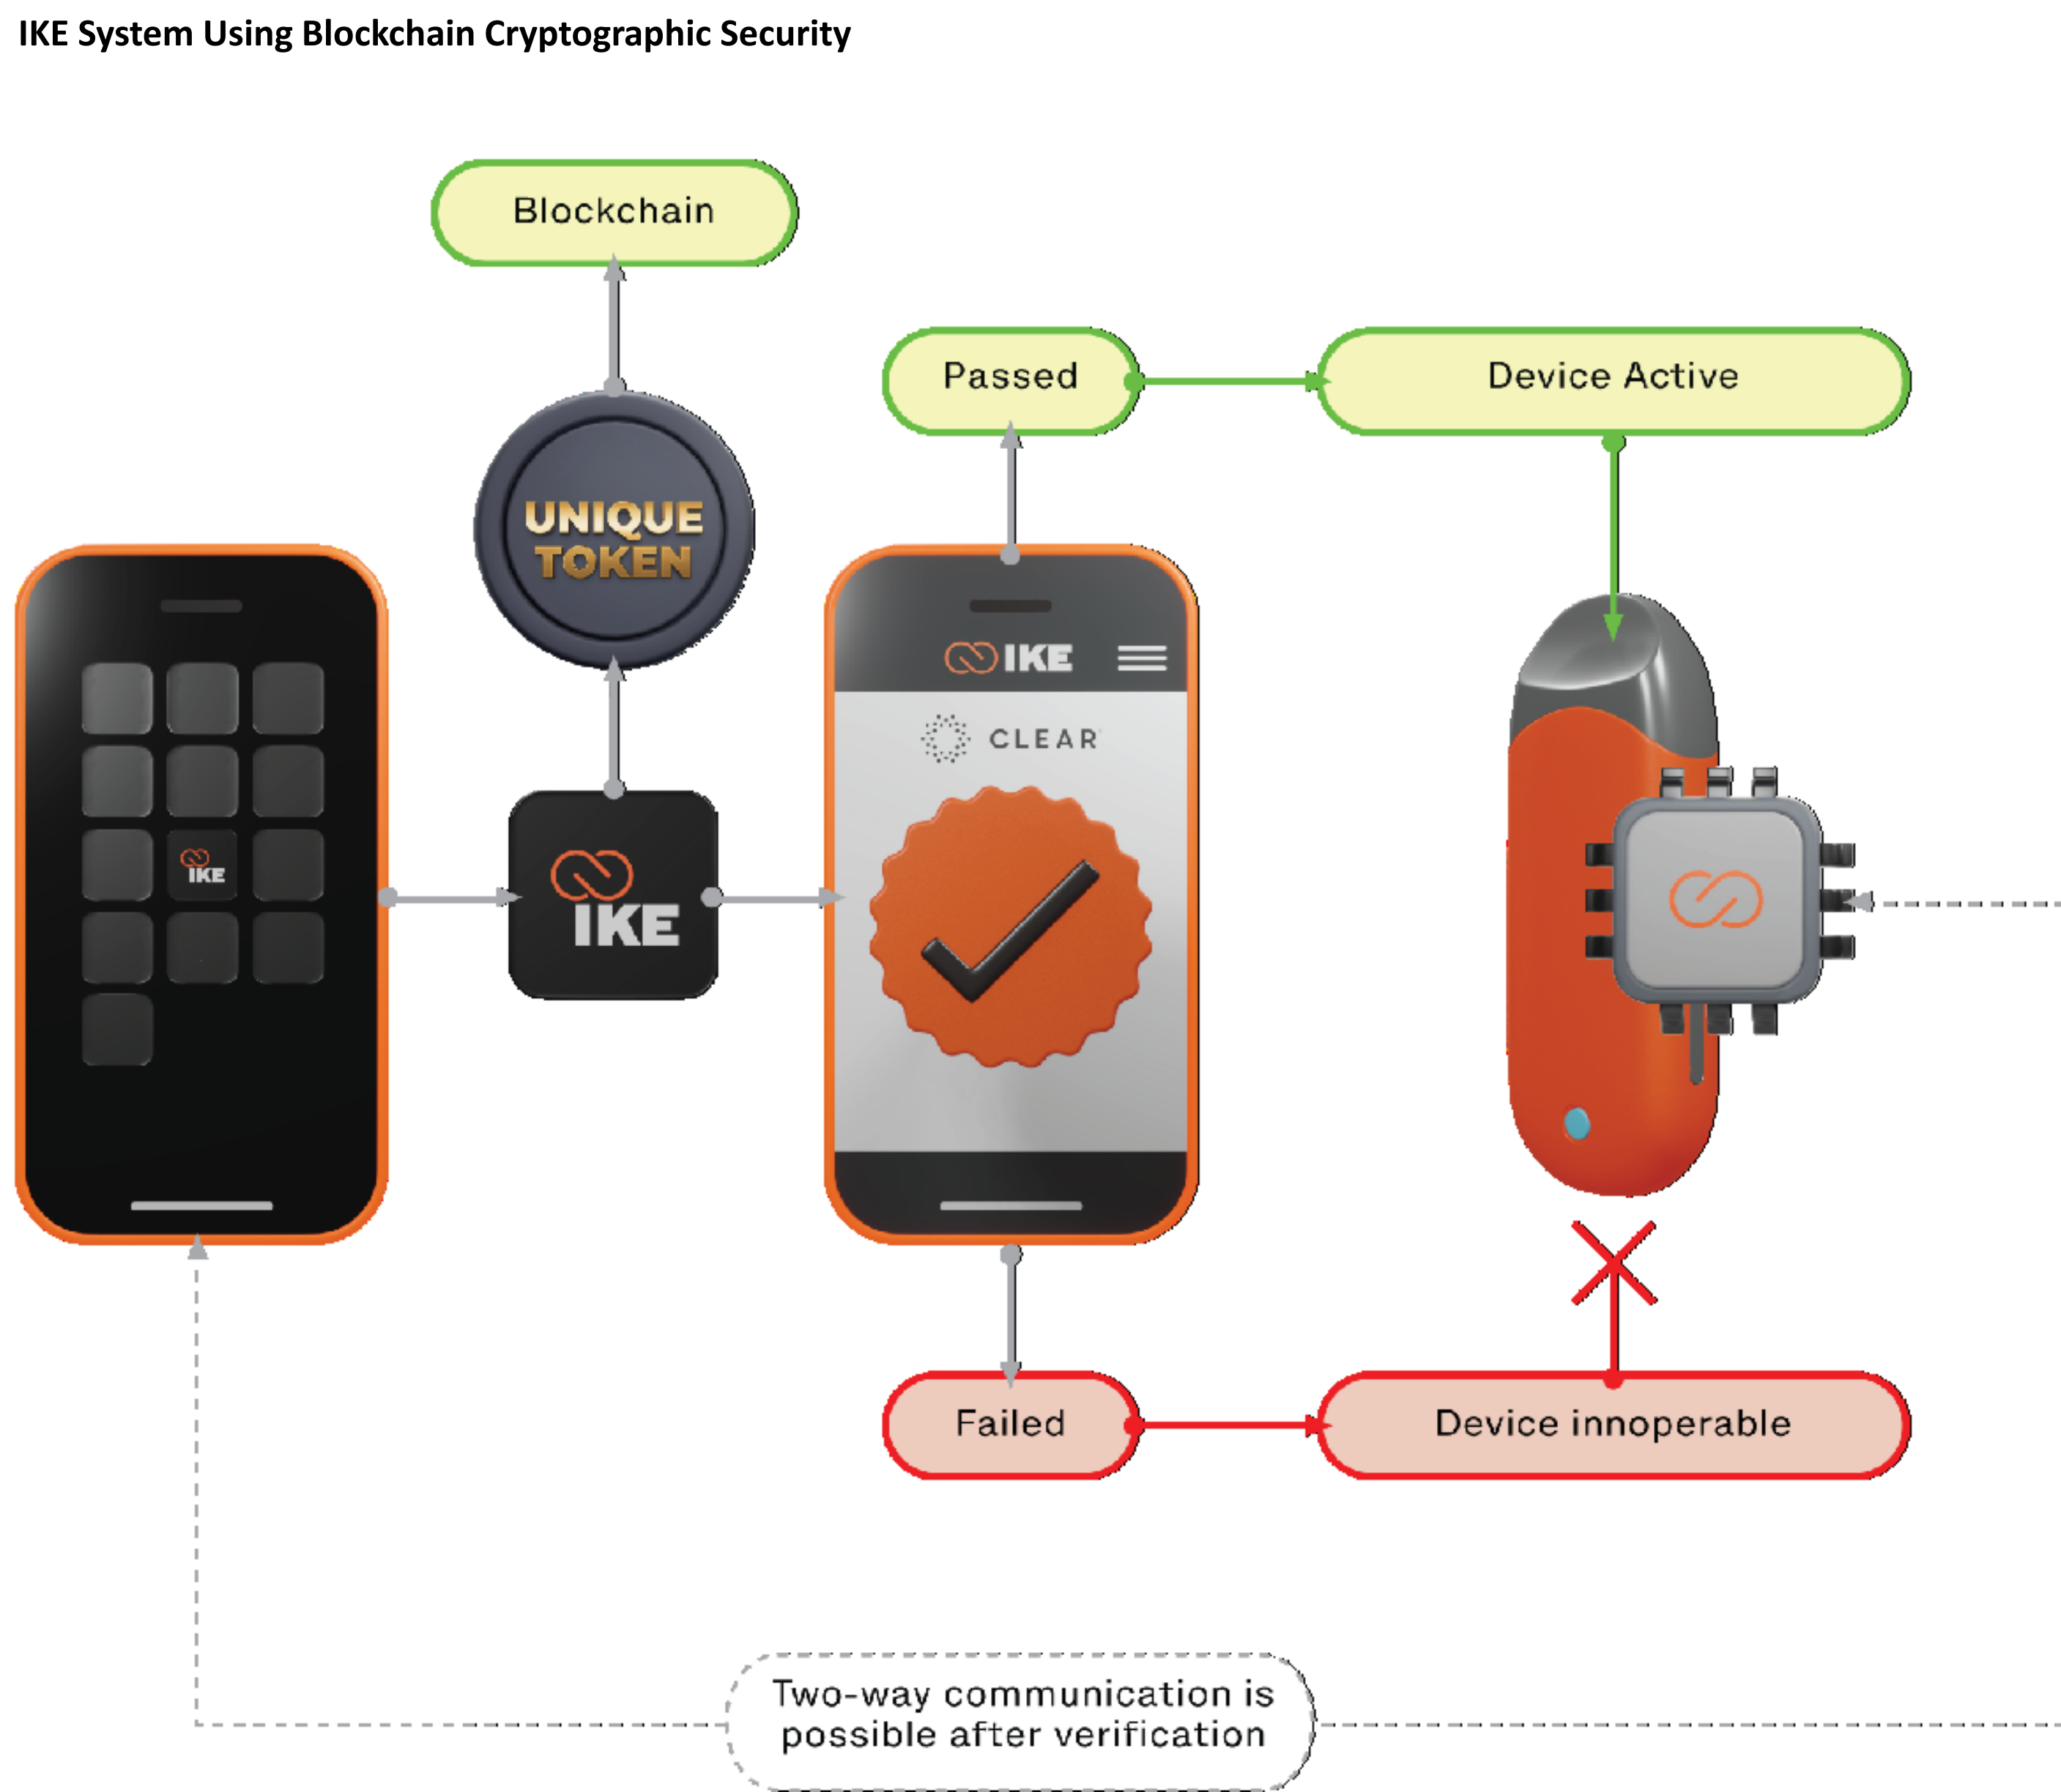 IKE System Using Blockchain Cryptographic Security
Blockchain
Passed
Device Active
UNIQUE
TOKEN
IKE
CLEAR
IKE
IKE
Failed
Device innoperable
Two-way communication is
possible after verification